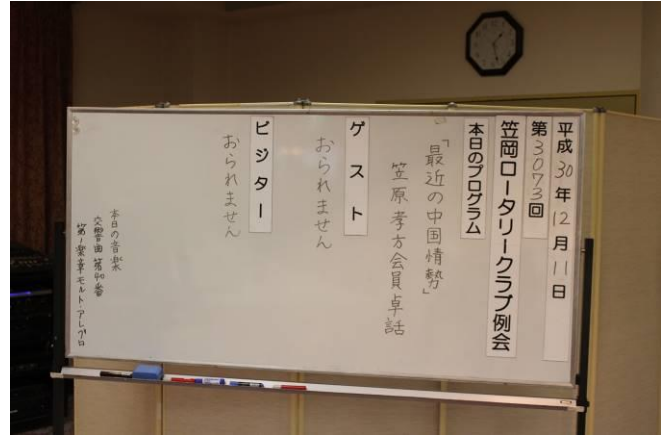 平成30年12月11日
第3073回
笠岡ロータリークラブ例会
本日のプログラム
「最近の中国情勢」
笠原孝方会員卓話
ゲスト
おられません
ビジター
おられません
本日の音楽
交響曲第40番
第1楽章モルト・アレグロ